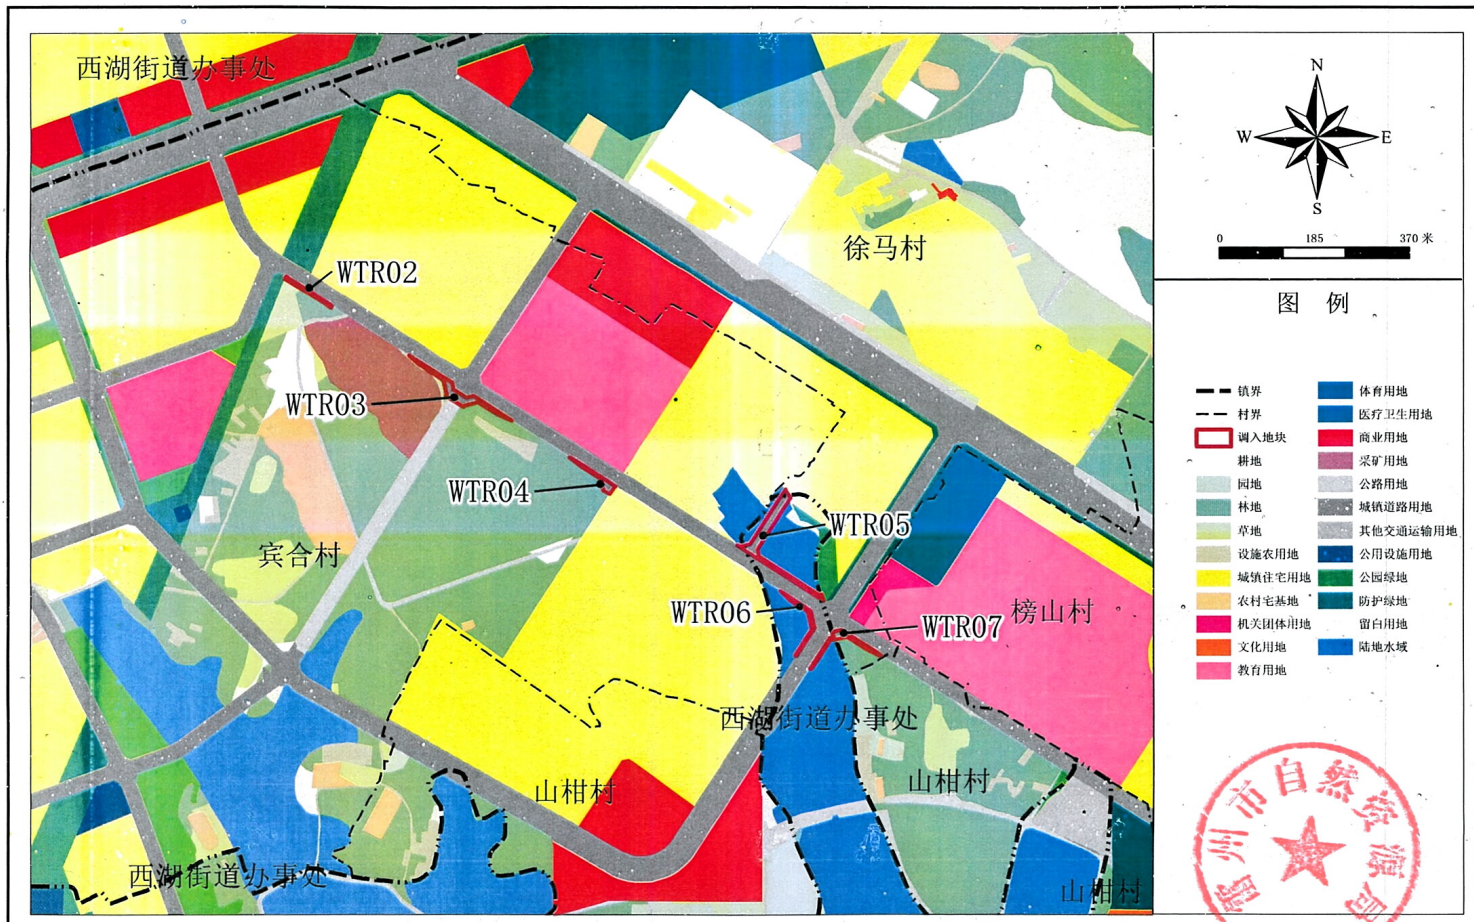 西湖街道办事处
N
W
E
S
0 185 370 米
徐马村
WTR02
图 例
WTR03
镇界
村界
调入地块
耕地
园地
林地
草地
设施农用地
城镇住宅用地
农村宅基地
机关团体用地
文化用地
教育用地
体育用地
医疗卫生用地
商业用地
采矿用地
公路用地
城镇道路用地
其他交通运输用地
公用设施用地
公园绿地
防护绿地
留白用地
陆地水域
WTR04
WTR05
宾合村
WTR06
WTR07
榜山村
西湖街道办事处
山柑村
山柑村
西湖街道办事处
山柑村
雷州市自然资源局